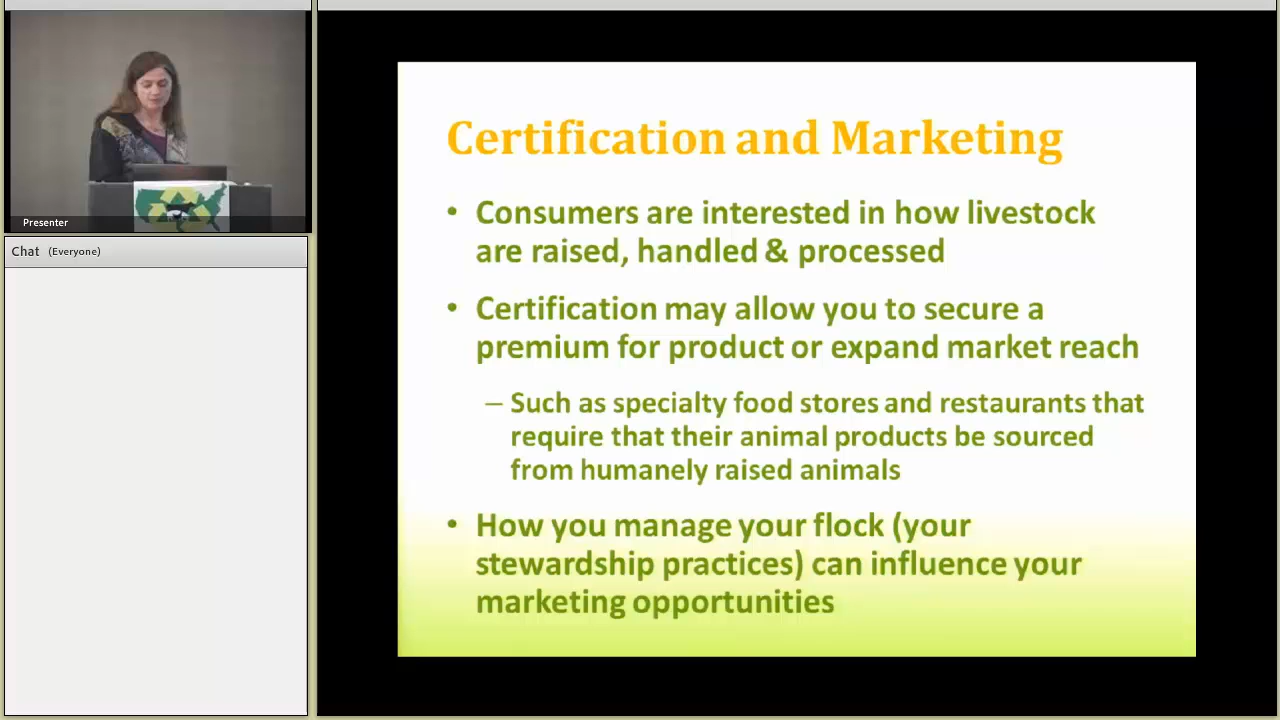 Presenter
Chat (Everyone)
Certification and Marketing
• Consumers are interested in how livestock
are raised, handled & processed
• Certification may allow you to secure a
premium for product or expand market reach
– Such as specialty food stores and restaurants that
require that their animal products be sourced
from humanely raised animals
• How you manage your flock (your
stewardship practices) can influence your
marketing opportunities